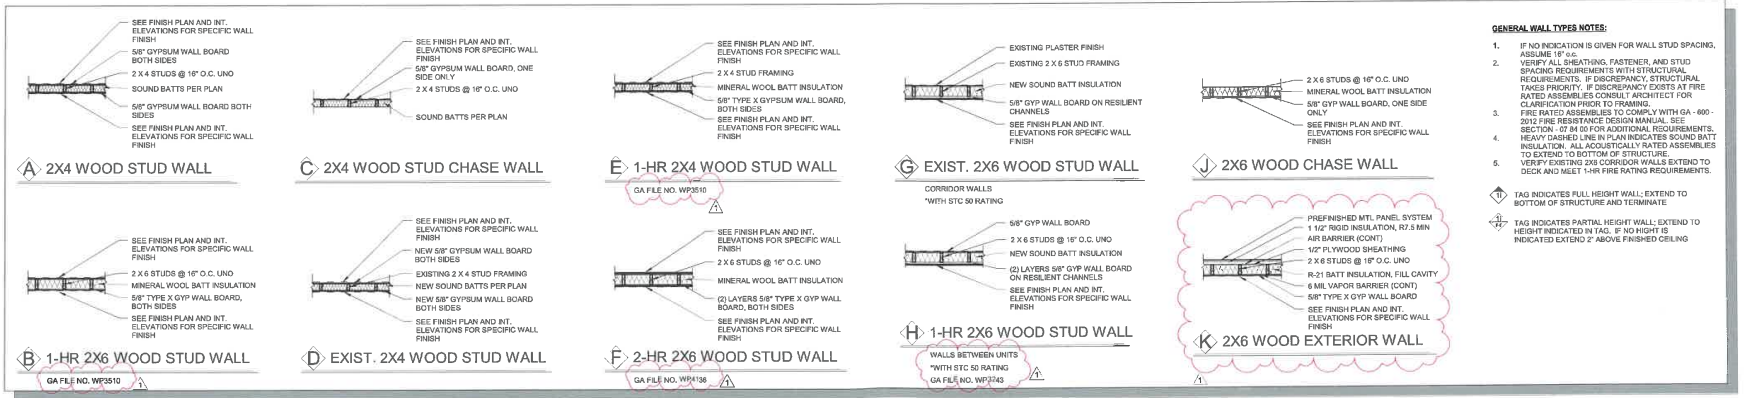 SEE FINISH PLAN AND INT.
ELEVATIONS FOR SPECIFIC WALL
FINISH
5/8" GYPSUM WALL BOARD
BOTH SIDES
2 X 4 STUDS @ 16" O.C. UNO
SOUND BATTS PER PLAN
5/8" GYPSUM WALL BOARD BOTH
SIDES
SEE FINISH PLAN AND INT.
ELEVATIONS FOR SPECIFIC WALL
FINISH
A 2X4 WOOD STUD WALL
SEE FINISH PLAN AND INT.
ELEVATIONS FOR SPECIFIC WALL
FINISH
2 X 6 STUDS @ 16" O.C. UNO
MINERAL WOOL BATT INSULATION
5/8" TYPE X GYP WALL BOARD,
BOTH SIDES
SEE FINISH PLAN AND INT.
ELEVATIONS FOR SPECIFIC WALL
FINISH
B 1-HR 2X6 WOOD STUD WALL
GA FILE NO. WP3510
1
SEE FINISH PLAN AND INT.
ELEVATIONS FOR SPECIFIC WALL
FINISH
5/8" GYPSUM WALL BOARD, ONE
SIDE ONLY
2 X 4 STUDS @ 16" O.C. UNO
SOUND BATTS PER PLAN
C 2X4 WOOD STUD CHASE WALL
SEE FINISH PLAN AND INT.
ELEVATIONS FOR SPECIFIC WALL
FINISH
NEW 5/8" GYPSUM WALL BOARD
BOTH SIDES
EXISTING 2 X 4 STUD FRAMING
NEW SOUND BATTS PER PLAN
NEW 5/8" GYPSUM WALL BOARD
BOTH SIDES
SEE FINISH PLAN AND INT.
ELEVATIONS FOR SPECIFIC WALL
FINISH
D EXIST. 2X4 WOOD STUD WALL
SEE FINISH PLAN AND INT.
ELEVATIONS FOR SPECIFIC WALL
FINISH
2 X 4 STUD FRAMING
MINERAL WOOL BATT INSULATION
5/8" TYPE X GYPSUM WALL BOARD,
BOTH SIDES
SEE FINISH PLAN AND INT.
ELEVATIONS FOR SPECIFIC WALL
FINISH
E 1-HR 2X4 WOOD STUD WALL
GA FILE NO. WP3510
1
SEE FINISH PLAN AND INT.
ELEVATIONS FOR SPECIFIC WALL
FINISH
2 X 6 STUDS @ 16" O.C. UNO
MINERAL WOOL BATT INSULATION
(2) LAYERS 5/8" TYPE X GYP WALL
BOARD, BOTH SIDES
SEE FINISH PLAN AND INT.
ELEVATIONS FOR SPECIFIC WALL
FINISH
F 2-HR 2X6 WOOD STUD WALL
GA FILE NO. WP4136
1
EXISTING PLASTER FINISH
EXISTING 2 X 6 STUD FRAMING
NEW SOUND BATT INSULATION
5/8" GYP WALL BOARD ON RESILIENT
CHANNELS
SEE FINISH PLAN AND INT.
ELEVATIONS FOR SPECIFIC WALL
FINISH
G EXIST. 2X6 WOOD STUD WALL
CORRIDOR WALLS
*WITH STC 50 RATING
5/8" GYP WALL BOARD
2 X 6 STUDS @ 16" O.C. UNO
NEW SOUND BATT INSULATION
(2) LAYERS 5/8" GYP WALL BOARD
ON RESILIENT CHANNELS
SEE FINISH PLAN AND INT.
ELEVATIONS FOR SPECIFIC WALL
FINISH
H 1-HR 2X6 WOOD STUD WALL
WALLS BETWEEN UNITS
*WITH STC 50 RATING
GA FILE NO. WP3243
1
2 X 6 STUDS @ 16" O.C. UNO
MINERAL WOOL BATT INSULATION
5/8" GYP WALL BOARD, ONE SIDE
ONLY
SEE FINISH PLAN AND INT.
ELEVATIONS FOR SPECIFIC WALL
FINISH
J 2X6 WOOD CHASE WALL
PREFINISHED MTL PANEL SYSTEM
1 1/2" RIGID INSULATION, R7.5 MIN
AIR BARRIER (CONT)
1/2" PLYWOOD SHEATHING
2 X 6 STUDS @ 16" O.C. UNO
R-21 BATT INSULATION, FILL CAVITY
6 MIL VAPOR BARRIER (CONT)
5/8" TYPE X GYP WALL BOARD
SEE FINISH PLAN AND INT.
ELEVATIONS FOR SPECIFIC WALL
FINISH
K 2X6 WOOD EXTERIOR WALL
1
GENERAL WALL TYPES NOTES:
1. IF NO INDICATION IS GIVEN FOR WALL STUD SPACING,
ASSUME 16" o.c.
2. VERIFY ALL SHEATHING, FASTENER, AND STUD
SPACING REQUIREMENTS WITH STRUCTURAL
REQUIREMENTS. IF DISCREPANCY, STRUCTURAL
TAKES PRIORITY. IF DISCREPANCY EXISTS AT FIRE
RATED ASSEMBLIES CONSULT ARCHITECT FOR
CLARIFICATION PRIOR TO FRAMING.
3. FIRE RATED ASSEMBLIES TO COMPLY WITH GA - 600 -
2012 FIRE RESISTANCE DESIGN MANUAL. SEE
SECTION - 07 84 00 FOR ADDITIONAL REQUIREMENTS.
4. HEAVY DASHED LINE IN PLAN INDICATES SOUND BATT
INSULATION. ALL ACOUSTICALLY RATED ASSEMBLIES
TO EXTEND TO BOTTOM OF STRUCTURE.
5. VERIFY EXISTING 2X6 CORRIDOR WALLS EXTEND TO
DECK AND MEET 1-HR FIRE RATING REQUIREMENTS.
TAG INDICATES FULL HEIGHT WALL; EXTEND TO
BOTTOM OF STRUCTURE AND TERMINATE
TAG INDICATES PARTIAL HEIGHT WALL; EXTEND TO
HEIGHT INDICATED IN TAG. IF NO HIGHT IS
INDICATED EXTEND 2" ABOVE FINISHED CEILING